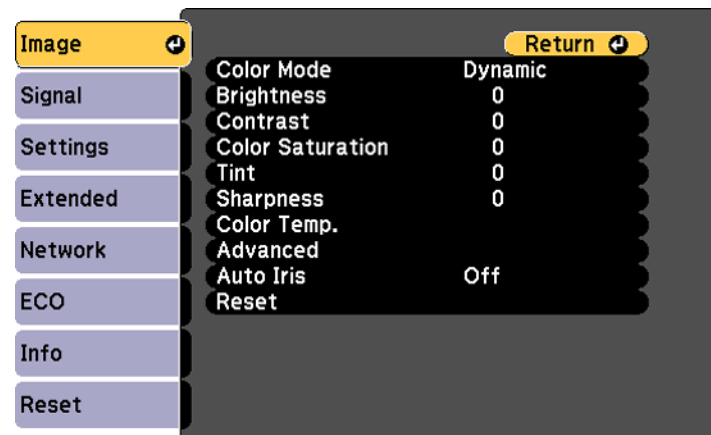 Image
Signal
Settings
Extended
Network
ECO
Info
Reset
Return
Color Mode Dynamic
Brightness 0
Contrast 0
Color Saturation 0
Tint 0
Sharpness 0
Color Temp.
Advanced
Auto Iris Off
Reset